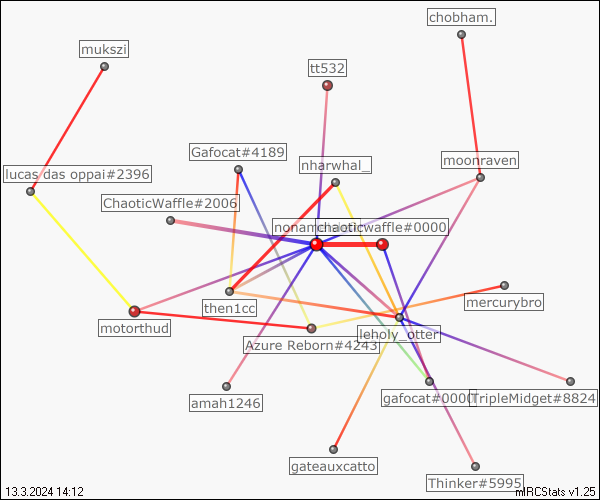 chobham.
mukszi
tt532
Gafocat#4189
nharwhal_
moonraven
lucas das oppai#2396
ChaoticWaffle#2006
chaoticwaffle#0000
mercurybro
then1cc
motorthud
leholy_otter
Azure Reborn#4243
amah1246
gafocat#0000
TripleMidget#8824
gateauxcatto
Thinker#5995
13.3.2024 14:12
mIRCStats v1.25